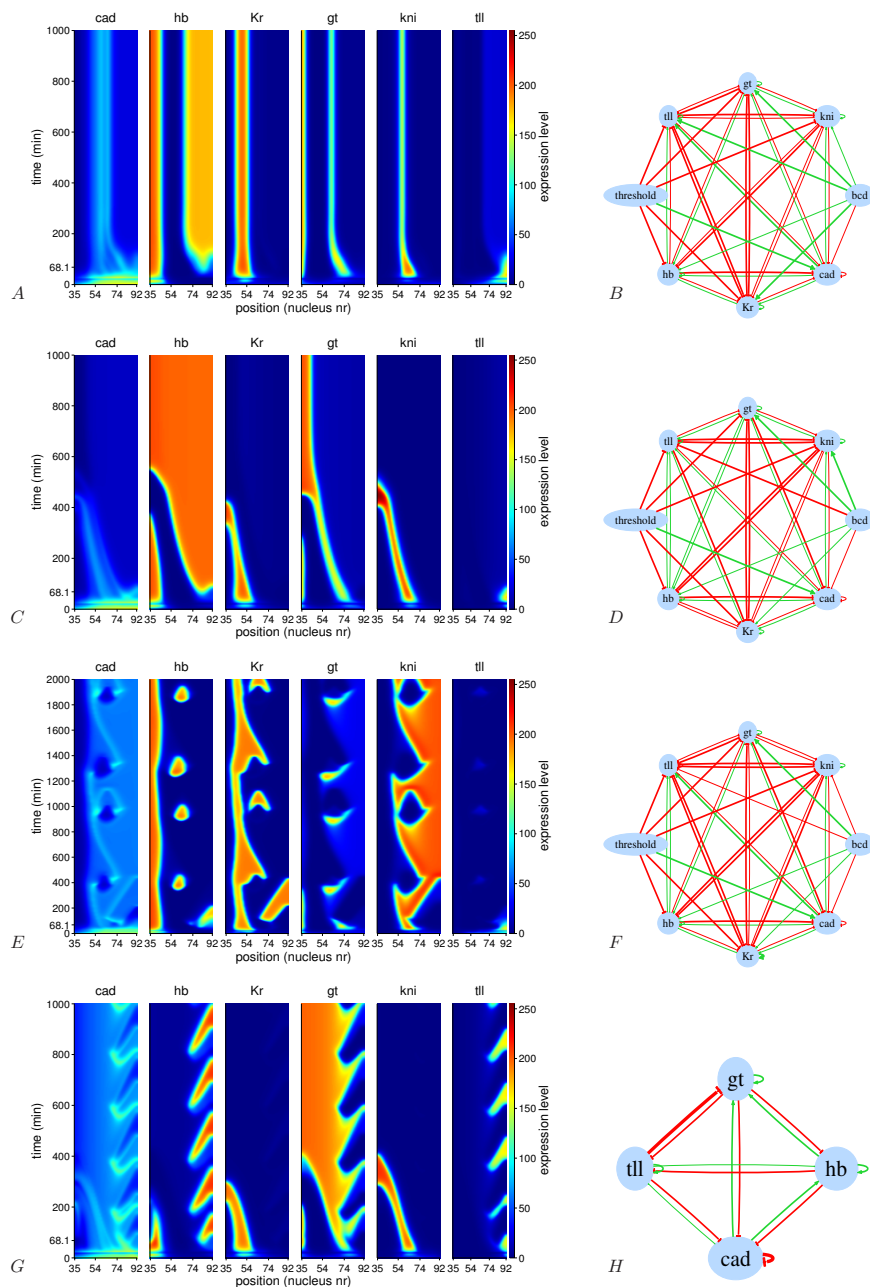 cad hb Kr gt kni tll
1000
800
600
400
200
68.1
0
time (min)
35 54 74 92 35 54 74 92 35 54 74 92 35 54 74 92 35 54 74 92 35 54 74 92
position (nucleus nr)
250
200
150
100
50
0
expression level
A
gt
tll kni
threshold bcd
hb cad
Kr
B
cad hb Kr gt kni tll
1000
800
600
400
200
68.1
0
time (min)
35 54 74 92 35 54 74 92 35 54 74 92 35 54 74 92 35 54 74 92 35 54 74 92
position (nucleus nr)
250
200
150
100
50
0
expression level
C
gt
tll kni
threshold bcd
hb cad
Kr
D
cad hb Kr gt kni tll
2000
1800
1600
1400
1200
1000
800
600
400
200
68.1
0
time (min)
35 54 74 92 35 54 74 92 35 54 74 92 35 54 74 92 35 54 74 92 35 54 74 92
position (nucleus nr)
250
200
150
100
50
0
expression level
E
gt
tll kni
threshold bcd
hb cad
Kr
F
cad hb Kr gt kni tll
1000
800
600
400
200
68.1
0
time (min)
35 54 74 92 35 54 74 92 35 54 74 92 35 54 74 92 35 54 74 92 35 54 74 92
position (nucleus nr)
250
200
150
100
50
0
expression level
G
gt
tll hb
cad
H